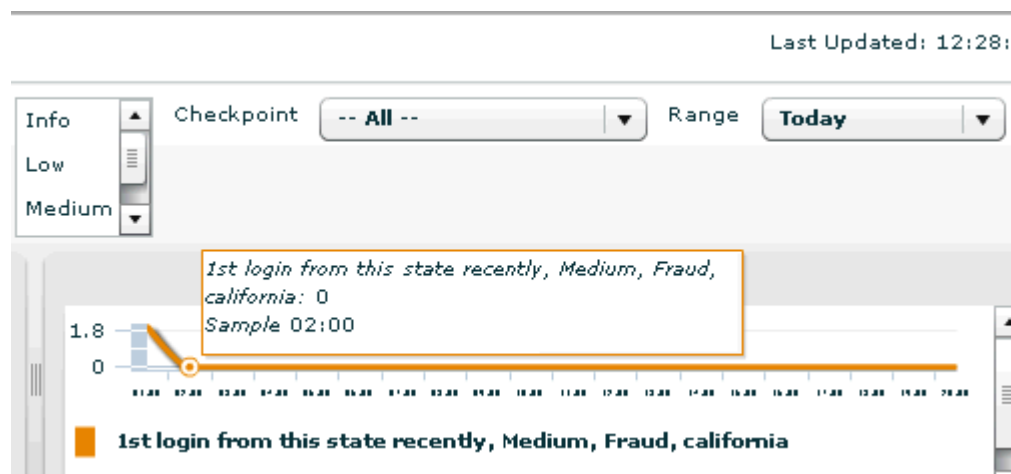 Last Updated: 12:28:
Info
Low
Medium
Checkpoint
-- All --
Range
Today
1st login from this state recently, Medium, Fraud,
california: 0
Sample 02:00
1.8
0
1st login from this state recently, Medium, Fraud, california